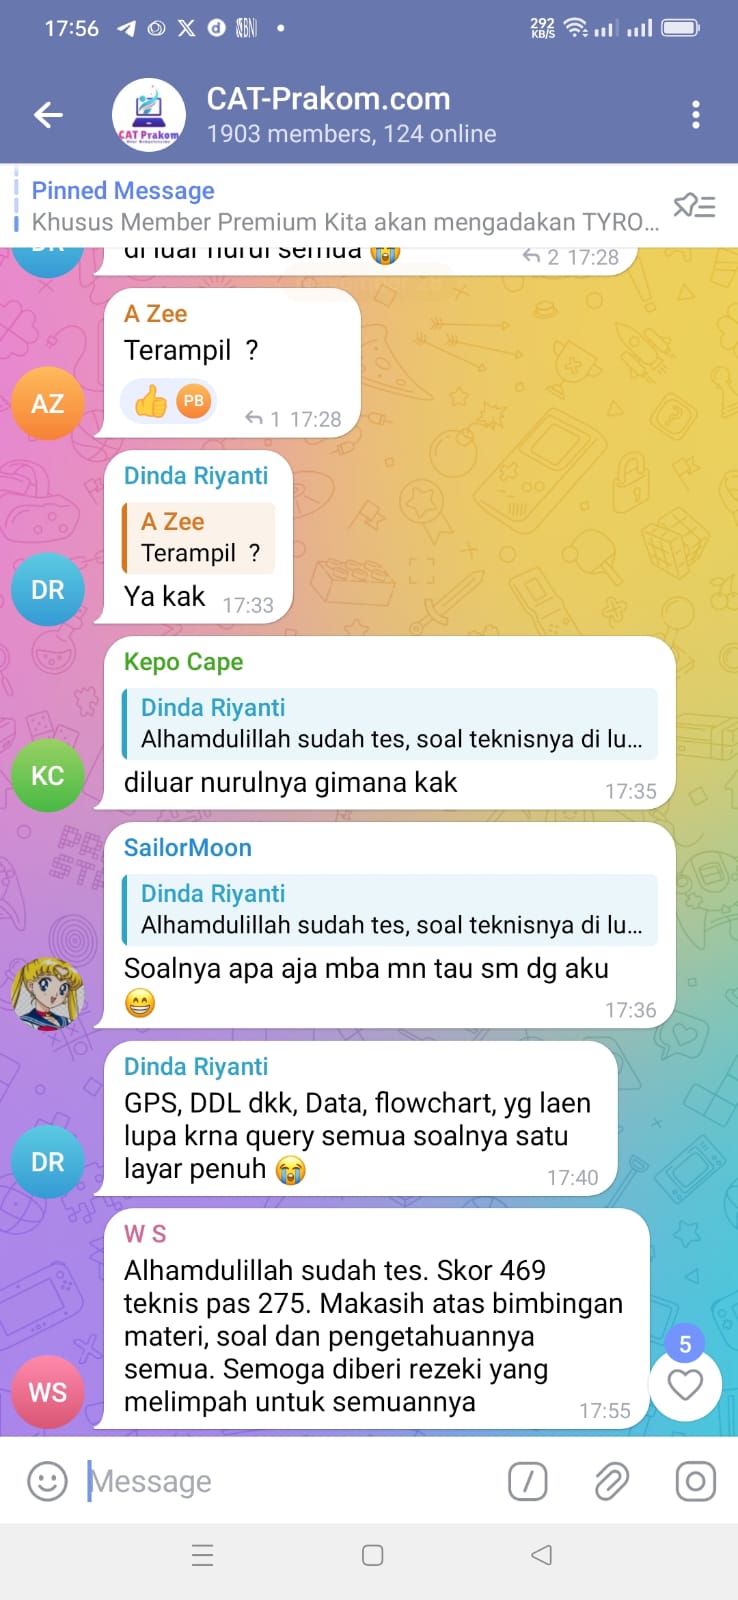 17:56
292
KB/S
CAT-Prakom.com
1903 members, 124 online
CAT Prakom
Pinned Message
Khusus Member Premium Kita akan mengadakan TYRO...
di luar nurul semua 😭
2 17:28
A Zee
Terampil ?
👍 PB
1 17:28
AZ
Dinda Riyanti
A Zee
Terampil ?
Ya kak 17:33
DR
Kepo Cape
Dinda Riyanti
Alhamdulillah sudah tes, soal teknisnya di lu...
diluar nurulnya gimana kak
17:35
KC
SailorMoon
Dinda Riyanti
Alhamdulillah sudah tes, soal teknisnya di lu...
Soalnya apa aja mba mn tau sm dg aku
😁
17:36
Dinda Riyanti
GPS, DDL dkk, Data, flowchart, yg laen
lupa krna query semua soalnya satu
layar penuh 😭
17:40
DR
W S
Alhamdulillah sudah tes. Skor 469
teknis pas 275. Makasih atas bimbingan
materi, soal dan pengetahuannya
semua. Semoga diberi rezeki yang
melimpah untuk semuannya
17:55
WS
5
Message